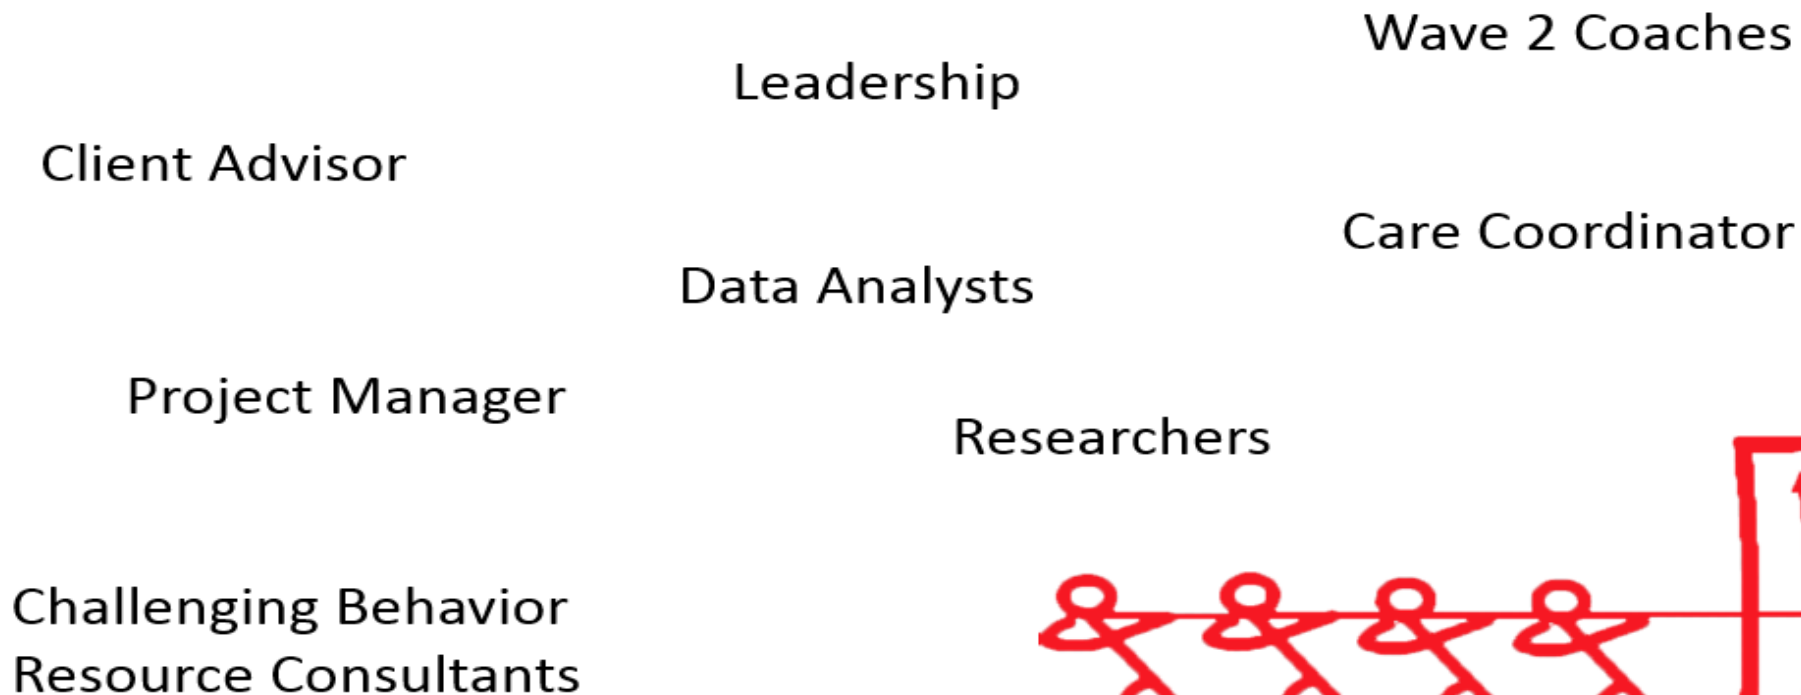 Wave 2 Coaches
Leadership
Client Advisor
Care Coordinator
Data Analysts
Project Manager
Researchers
Challenging Behavior
Resource Consultants